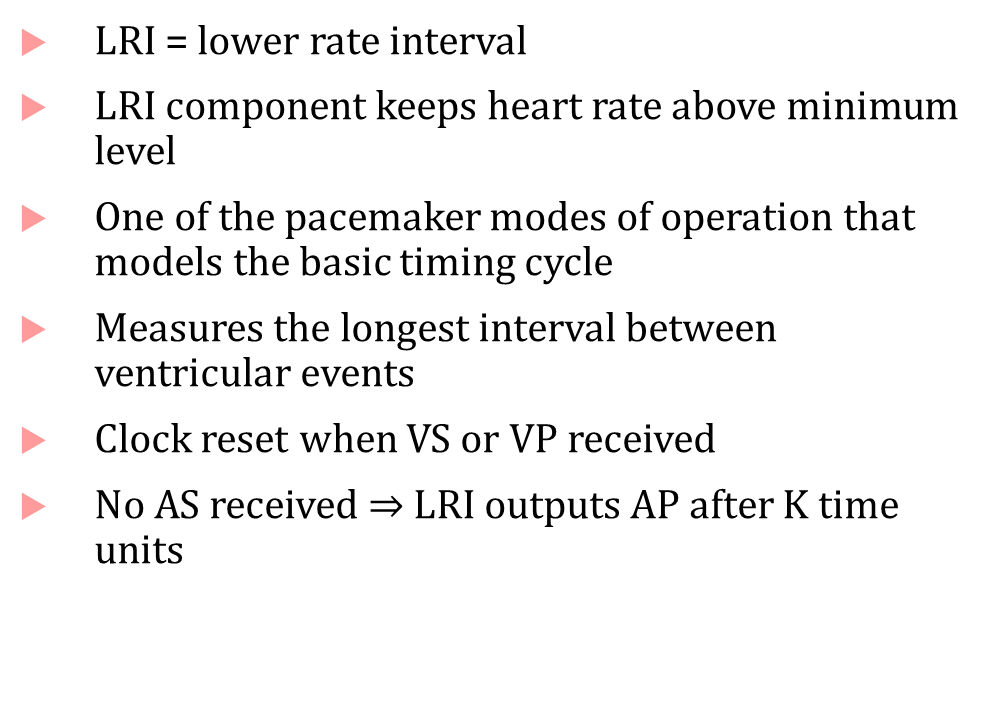 LRI = lower rate interval
LRI component keeps heart rate above minimum
level
One of the pacemaker modes of operation that
models the basic timing cycle
Measures the longest interval between
ventricular events
Clock reset when VS or VP received
No AS received ⇒ LRI outputs AP after K time
units